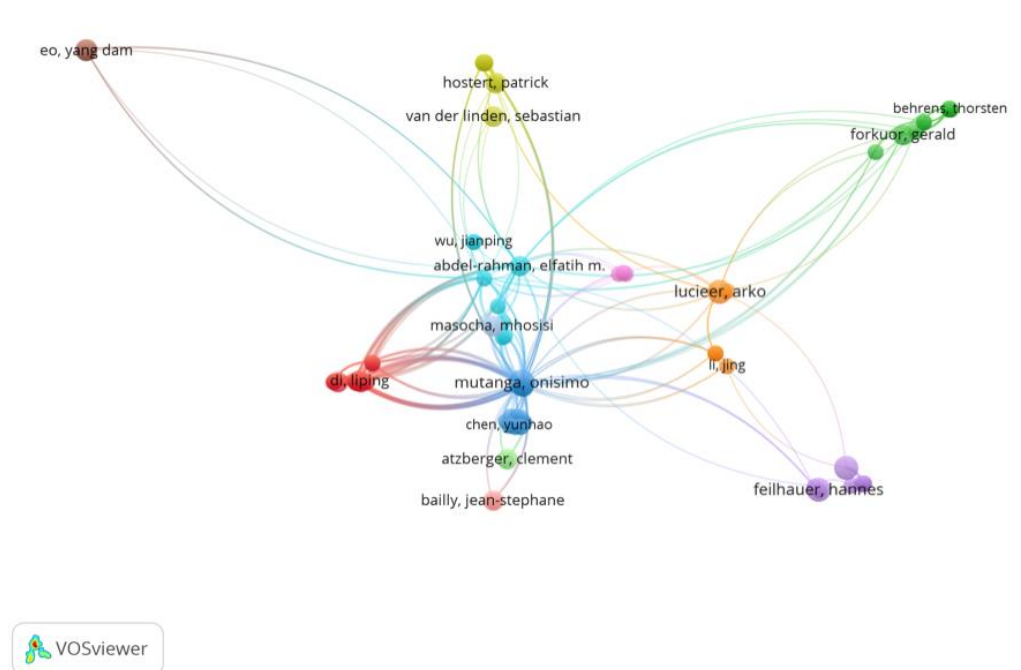 eo, yang dam
hostert, patrick
van der linden, sebastian
behrens, thorsten
forkuor, gerald
wu, jianping
abdel-rahman, elfatih m.
lucieer, arko
masocha, mhosisi
li, jing
di, liping
mutanga, onisimo
chen, yunhao
atzberger, clement
feilhauer, hannes
bailly, jean-stephane
VOSviewer